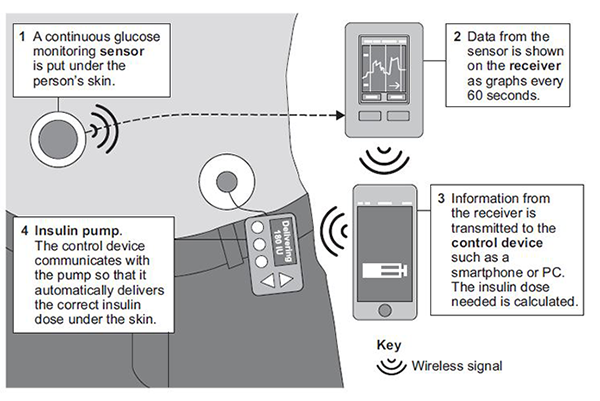 1 A continuous glucose
monitoring sensor
is put under the
person's skin.
2 Data from the
sensor is shown
on the receiver
as graphs every
60 seconds.
3 Information from
the receiver is
transmitted to the
control device
such as a
smartphone or PC.
The insulin dose
needed is calculated.
4 Insulin pump.
The control device
communicates with
the pump so that it
automatically delivers
the correct insulin
dose under the skin.
Delivering
180 IU
Key
Wireless signal